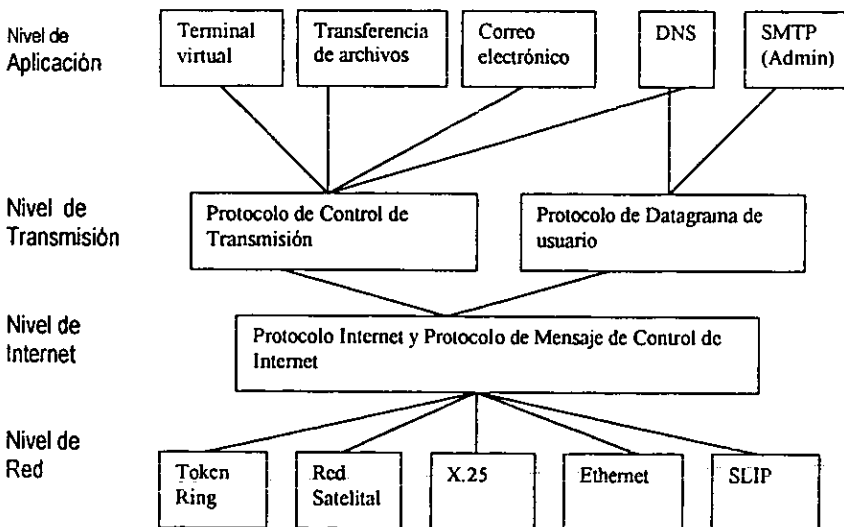 Nivel de
Aplicación
Terminal
virtual
Transferencia
de archivos
Correo
electrónico
DNS
SMTP
(Admin)
Nivel de
Transmisión
Protocolo de Control de
Transmisión
Protocolo de Datagrama de
usuario
Nivel de
Internet
Protocolo Internet y Protocolo de Mensaje de Control de
Internet
Nivel de
Red
Token
Ring
Red
Satelital
X.25
Ethernet
SLIP